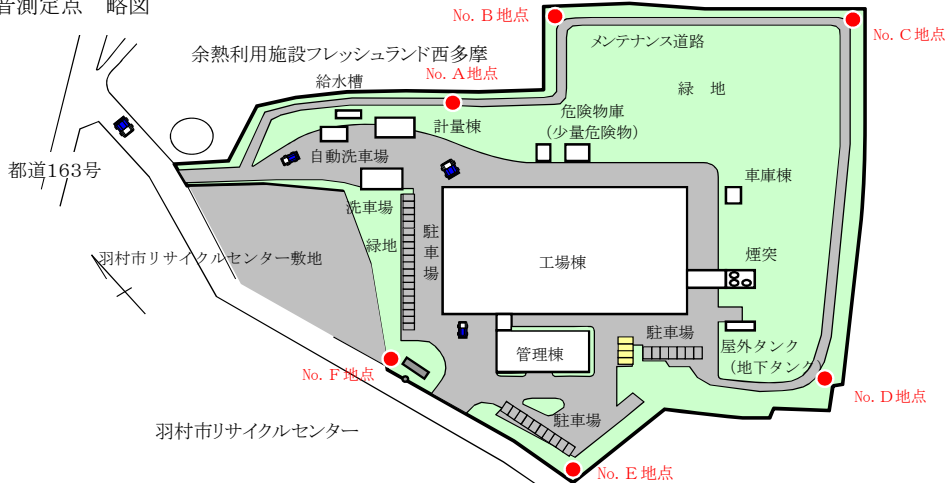 音測定点 略図
No. B 地点
No. C 地点
メンテナンス道路
余熱利用施設フレッシュランド西多摩
No. A 地点
給水槽
緑 地
危険物庫
(少量危険物)
計量棟
自動洗車場
都道163号
車庫棟
洗車場
駐車場
緑地
羽村市リサイクルセンター敷地
工場棟
煙突
駐車場
管理棟
屋外タンク
(地下タンク)
No. F 地点
No. D 地点
駐車場
羽村市リサイクルセンター
No. E 地点